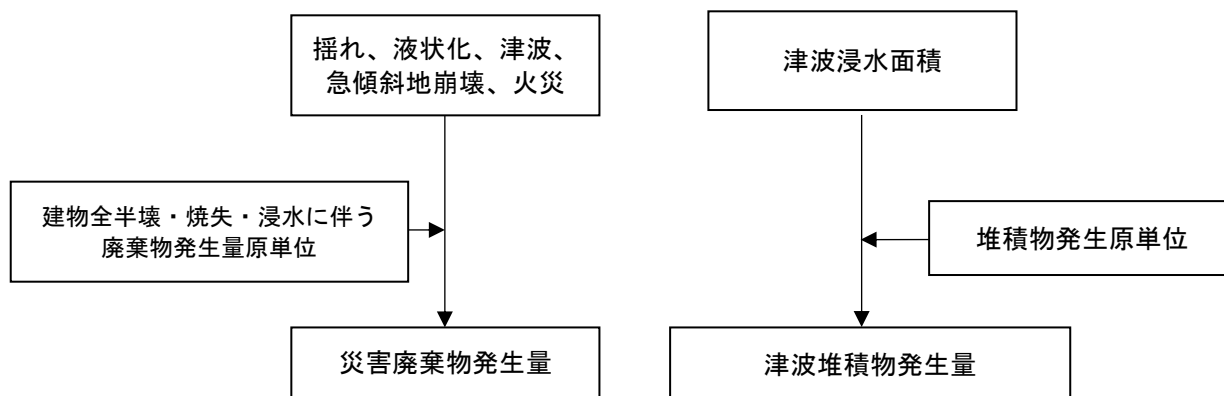 揺れ、液状化、津波、
急傾斜地崩壊、火災
津波浸水面積
建物全半壊・焼失・浸水に伴う
廃棄物発生量原単位
堆積物発生原単位
災害廃棄物発生量
津波堆積物発生量